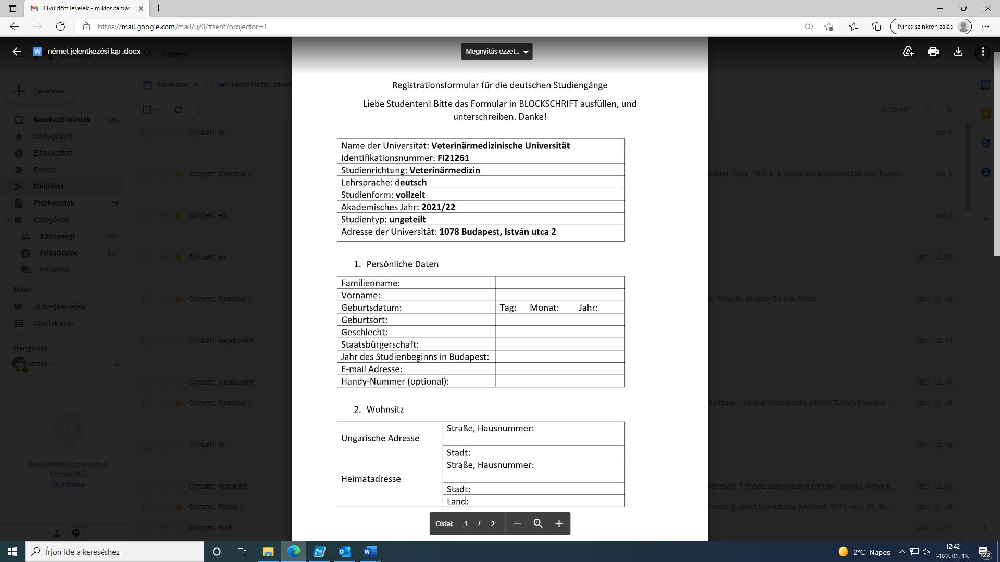 Elküldött levelek - miklos.tamas7
https://mail.google.com/mail/u/0/#sent?projector=1
Nincs szinkronizálás
német jelentkezési lap .docx
in:sent
Megnyitás ezzel...
Levélírás
Bármikor
Melléklettel rende
1–50/447
Beérkező levelek 652
Csillagozott
Elhalasztott
Fontos
Elküldött
Piszkozatok 59
Kategóriák
Közösségi 987
Frissítések 581
Fórumok
Meet
Új megbeszélés
Csatlakozás
Hangouts
tamás
Nem érhető el csevegés a
közelmúltból
Új indítása
Címzett: hr jan. 6.
Címzett: Csontos 3 sokról - Szia, 19 óra. A januárival kapcsolatban már Kuron... jan. 6.
Címzett: én jan. 2.
Címzett: én 2021. 12. 20.
Címzett: Csontos 3 k - Szia, Az október 51 óra. Köszi 2021. 12. 18.
Címzett: karabukibt 2021. 12. 17.
Címzett: karabukibt 2021. 12. 10.
Címzett: Csontos 3 állítások - 33 óra. Köszönettel Miklós Tamàs Csontos ... 2021. 12. 09.
Címzett: hr 2021. 12. 06.
Címzett: rendeles kesztyűt, 5 doboz szájmaszkot (rendes orvosi), illetve k... 2021. 12. 03.
Címzett: Fodor 5 Emese@univet.hu> ezt írta (időpont: 2021. nov. 29., H, ... 2021. 11. 29.
Címzett: KIM 2021. 11. 27.
Registrationsformular für die deutschen Studiengänge
Liebe Studenten! Bitte das Formular in BLOCKSCHRIFT ausfüllen, und
unterschreiben. Danke!
Name der Universität: Veterinärmedizinische Universität
Identifikationsnummer: FI21261
Studienrichtung: Veterinärmedizin
Lehrsprache: deutsch
Studienform: vollzeit
Akademisches Jahr: 2021/22
Studientyp: ungeteilt
Adresse der Universität: 1078 Budapest, István utca 2
1. Persönliche Daten
Familienname:
Vorname:
Geburtsdatum: Tag: Monat: Jahr:
Geburtsort:
Geschlecht:
Staatsbürgerschaft:
Jahr des Studienbeginns in Budapest:
E-mail Adresse:
Handy-Nummer (optional):
2. Wohnsitz
Ungarische Adresse
Straße, Hausnummer:
Stadt:
Heimatadresse
Straße, Hausnummer:
Stadt:
Land:
Oldal: 1 / 2
Írjon ide a kereséshez
2°C Napos
12:42
2022. 01. 13.
22